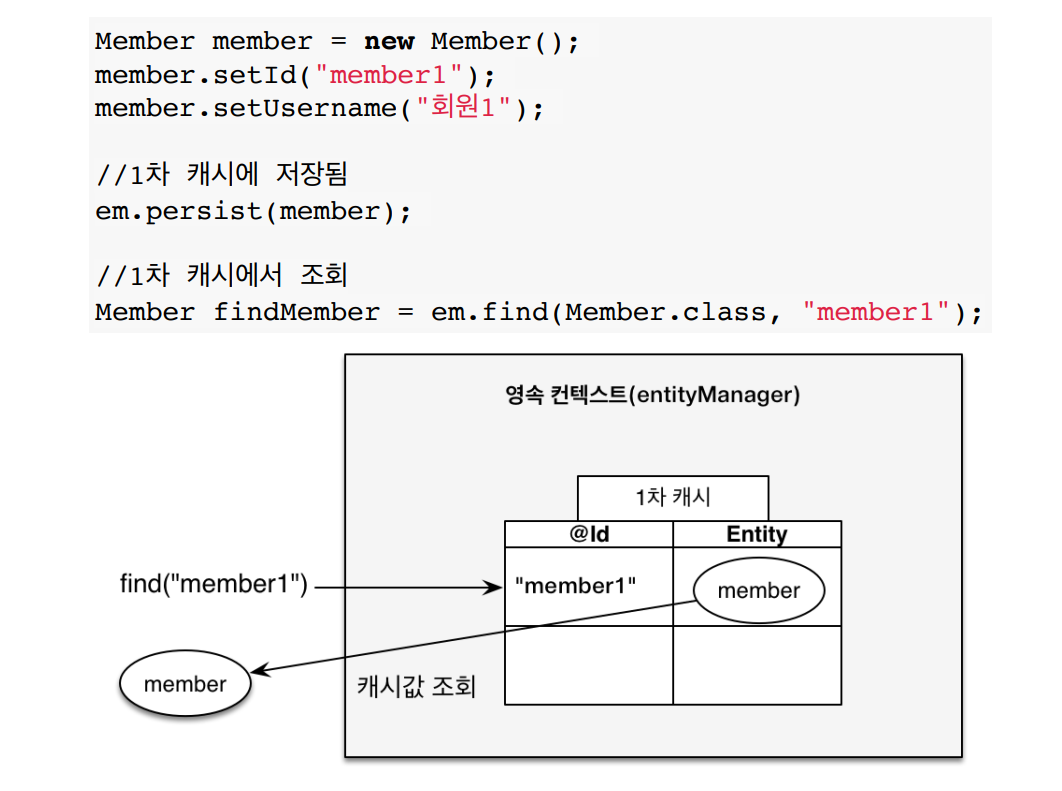 Member member = new Member();
member.setId("member1");
member.setUsername("회원1");
//1차 캐시에 저장됨
em.persist(member);
//1차 캐시에서 조회
Member findMember = em.find(Member.class, "member1");
영속 컨텍스트(entityManager)
1차 캐시
@Id Entity
find("member1") "member1" member
member 캐시값 조회